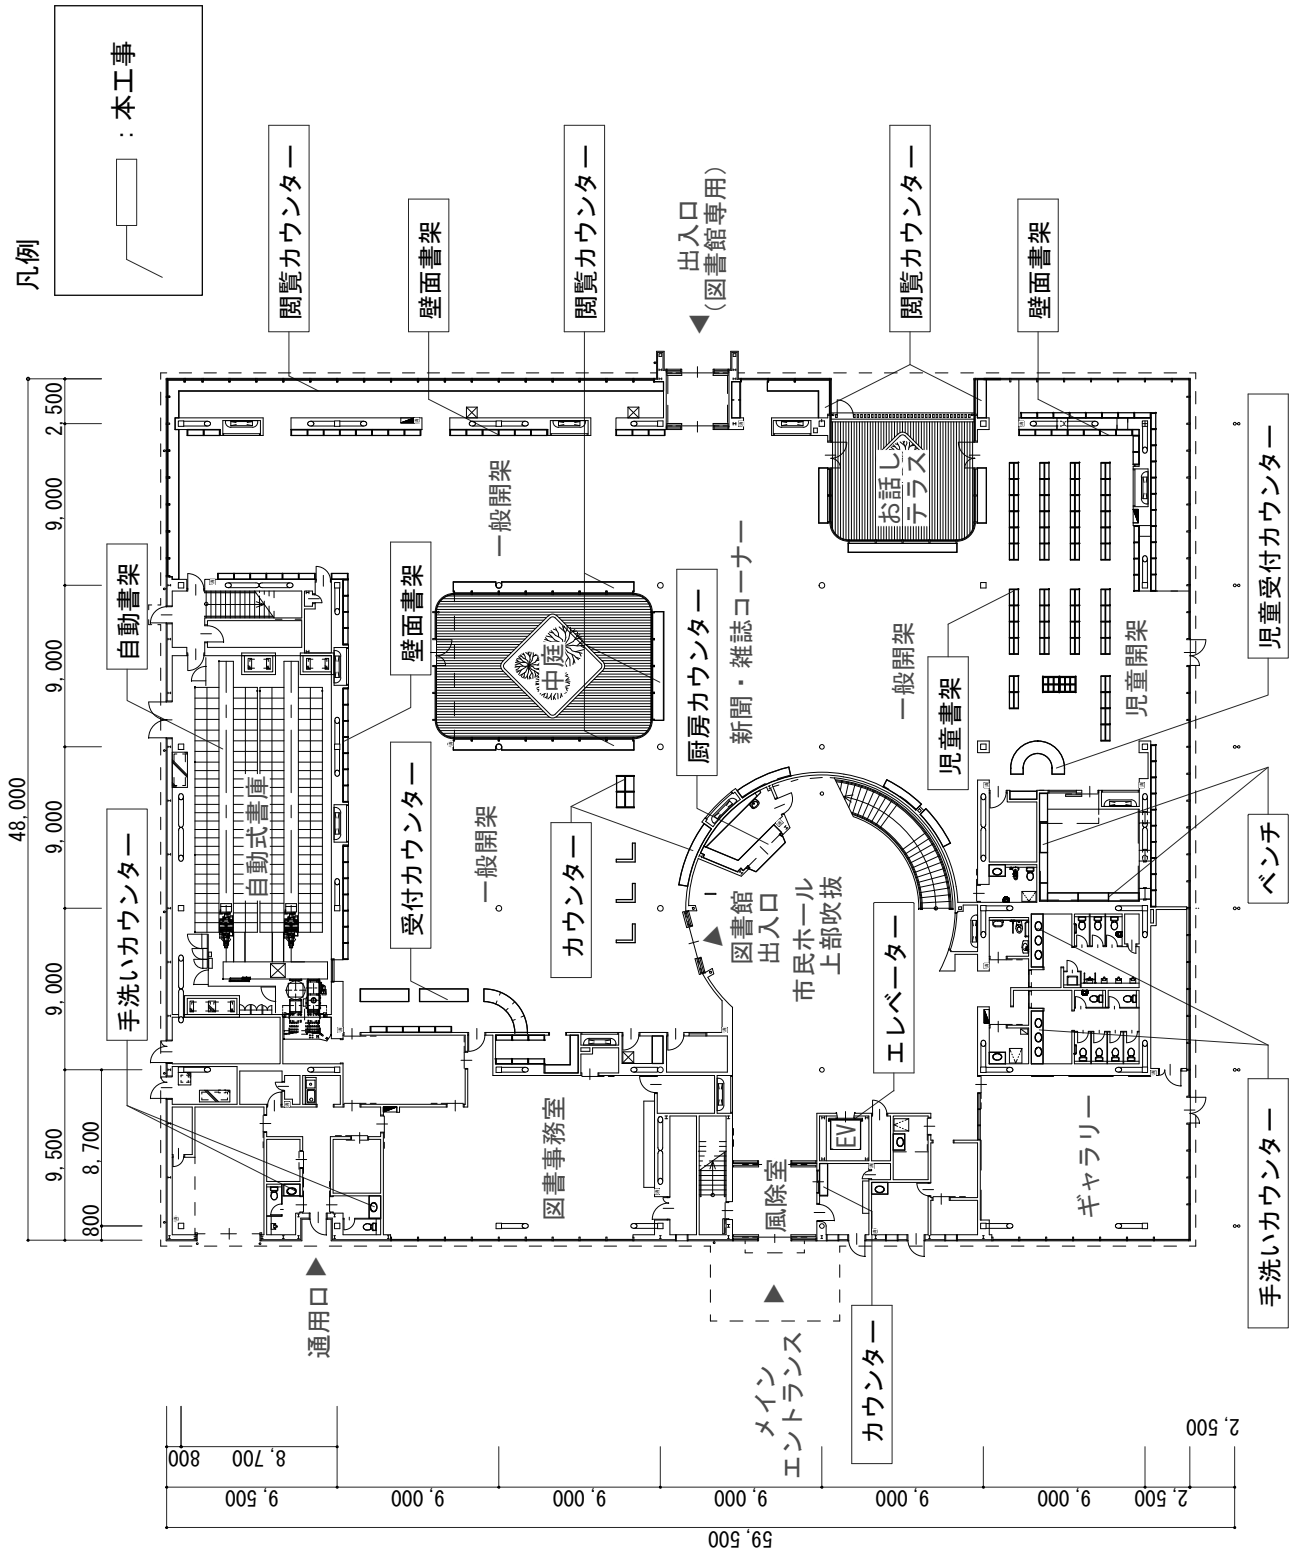 凡例
：本工事
閲覧カウンター
壁面書架
閲覧カウンター
出入口
(図書館専用)
閲覧カウンター
壁面書架
児童受付カウンター
48,000
2,500
9,000
9,000
9,000
9,000
9,500
8,700
800
自動書架
壁面書架
手洗いカウンター
受付カウンター
自動式書庫
一般開架
中庭
一般開架
カウンター
厨房カウンター
新聞・雑誌コーナー
お話し
テラス
一般開架
児童書架
児童開架
図書館
出入口
市民ホール
上部吹抜
エレベーター
EV
ベンチ
手洗いカウンター
図書事務室
風除室
ギャラリー
通用口
メイン
エントランス
カウンター
800
8,700
9,500
9,000
9,000
9,000
9,000
9,000
2,500
2,500
59,500